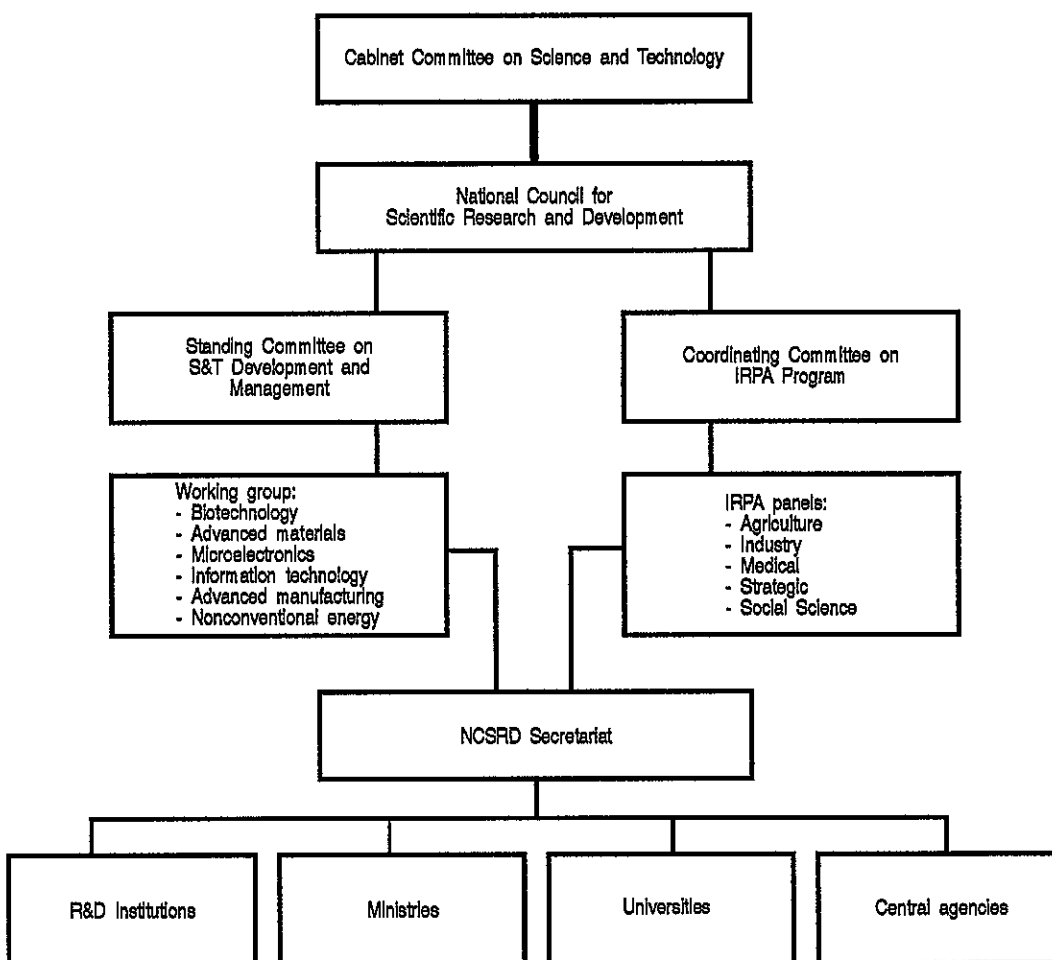 Cabinet Committee on Science and Technology
National Council for
Scientific Research and Development
Standing Committee on
S&T Development and
Management
Coordinating Committee on
IRPA Program
Working group:
- Biotechnology
- Advanced materials
- Microelectronics
- Information technology
- Advanced manufacturing
- Nonconventional energy
IRPA panels:
- Agriculture
- Industry
- Medical
- Strategic
- Social Science
NCSRD Secretariat
R&D Institutions
Ministries
Universities
Central agencies